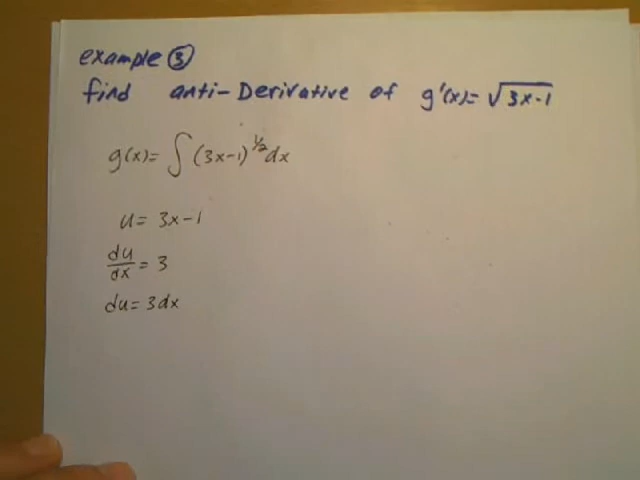 example ③
find anti-Derivative of g'(x)=√3x-1
g(x)= ∫ (3x-1)^1/2 dx
u= 3x-1
du/dx = 3
du= 3dx